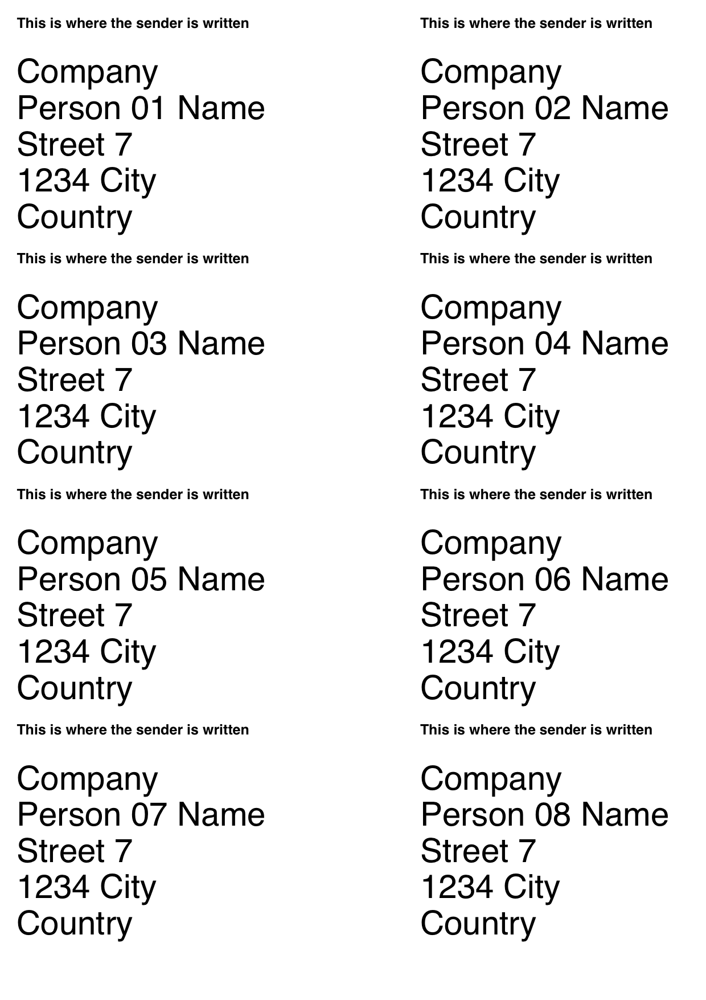 This is where the sender is written
Company
Person 01 Name
Street 7
1234 City
Country
This is where the sender is written
Company
Person 02 Name
Street 7
1234 City
Country
This is where the sender is written
Company
Person 03 Name
Street 7
1234 City
Country
This is where the sender is written
Company
Person 04 Name
Street 7
1234 City
Country
This is where the sender is written
Company
Person 05 Name
Street 7
1234 City
Country
This is where the sender is written
Company
Person 06 Name
Street 7
1234 City
Country
This is where the sender is written
Company
Person 07 Name
Street 7
1234 City
Country
This is where the sender is written
Company
Person 08 Name
Street 7
1234 City
Country